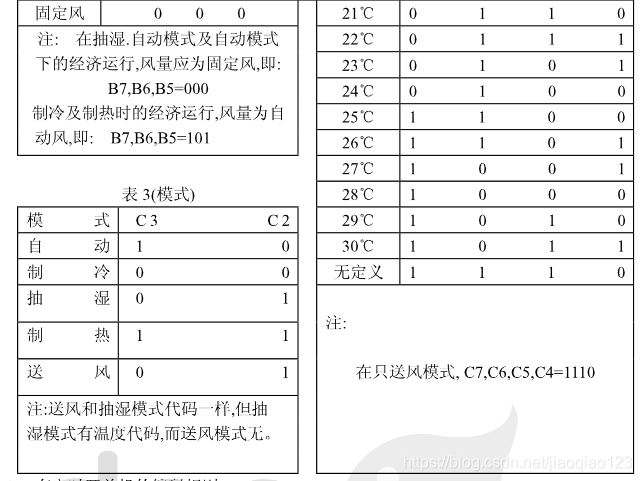 固定风 0 0 0
注: 在抽湿.自动模式及自动模式
下的经济运行,风量应为固定风,即:
B7,B6,B5=000
制冷及制热时的经济运行,风量为自
动风,即: B7,B6,B5=101
表 3(模式)
模 式 C 3 C 2
自 动 1 0
制 冷 0 0
抽 湿 0 1
制 热 1 1
送 风 0 1
注:送风和抽湿模式代码一样,但抽
湿模式有温度代码,而送风模式无。
21℃ 0 1 1 0
22℃ 0 1 1 1
23℃ 0 1 0 1
24℃ 0 1 0 0
25℃ 1 1 0 0
26℃ 1 1 0 1
27℃ 1 0 0 1
28℃ 1 0 0 0
29℃ 1 0 1 0
30℃ 1 0 1 1
无定义 1 1 1 0
注:
在只送风模式, C7,C6,C5,C4=1110
https://blog.csdn.net/jiaoqiao123